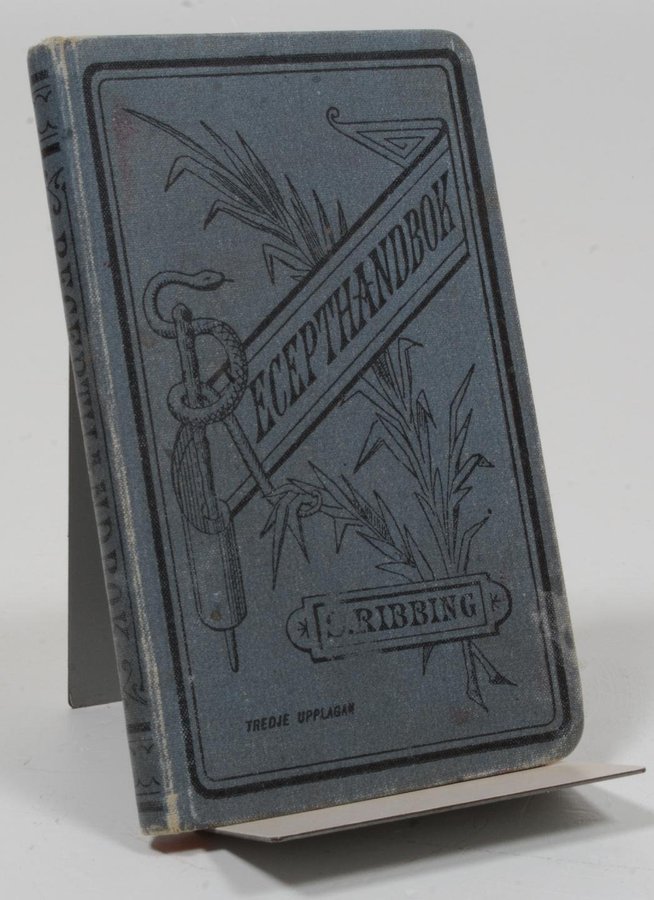 RECEPTHANDBOK
S. RIBBING
TREDJE UPPLAGAN